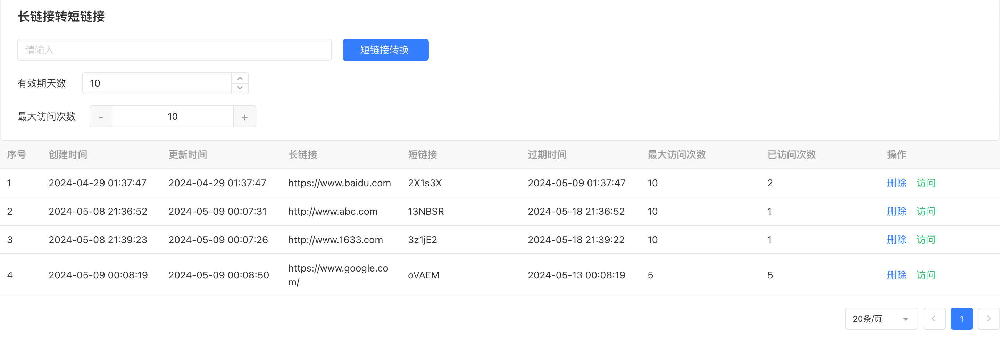 长链接转短链接
请输入 短链接转换
有效期天数 10
最大访问次数 - 10 +
序号 创建时间 更新时间 长链接 短链接 过期时间 最大访问次数 已访问次数 操作
1 2024-04-29 01:37:47 2024-04-29 01:37:47 https://www.baidu.com 2X1s3X 2024-05-09 01:37:47 10 2 删除 访问
2 2024-05-08 21:36:52 2024-05-09 00:07:31 http://www.abc.com 13NBSR 2024-05-18 21:36:52 10 1 删除 访问
3 2024-05-08 21:39:23 2024-05-09 00:07:26 http://www.1633.com 3z1jE2 2024-05-18 21:39:22 10 1 删除 访问
4 2024-05-09 00:08:19 2024-05-09 00:08:50 https://www.google.co
m/ oVAEM 2024-05-13 00:08:19 5 5 删除 访问
20条/页 1